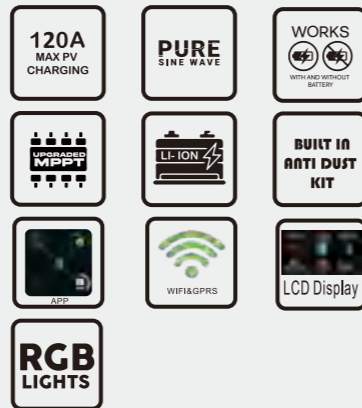 120A
MAX PV
CHARGING
PURE
SINE WAVE
WORKS
WITH AND WITHOUT
BATTERY
UPGRADED
MPPT
LI-ION
BUILT IN
ANTI DUST
KIT
APP
WIFI&GPRS
LCD Display
RGB
LIGHTS